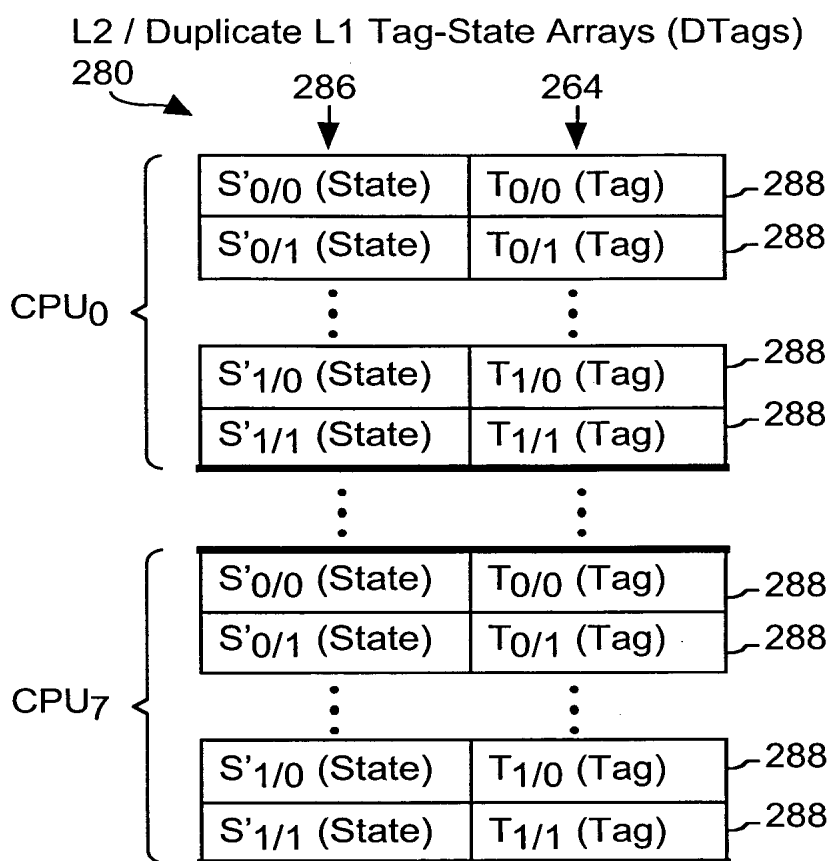 L2 / Duplicate L1 Tag-State Arrays (DTags)
280
286
264
S'0/0 (State) T0/0 (Tag) 288
S'0/1 (State) T0/1 (Tag) 288
CPU0
S'1/0 (State) T1/0 (Tag) 288
S'1/1 (State) T1/1 (Tag) 288
S'0/0 (State) T0/0 (Tag) 288
S'0/1 (State) T0/1 (Tag) 288
CPU7
S'1/0 (State) T1/0 (Tag) 288
S'1/1 (State) T1/1 (Tag) 288